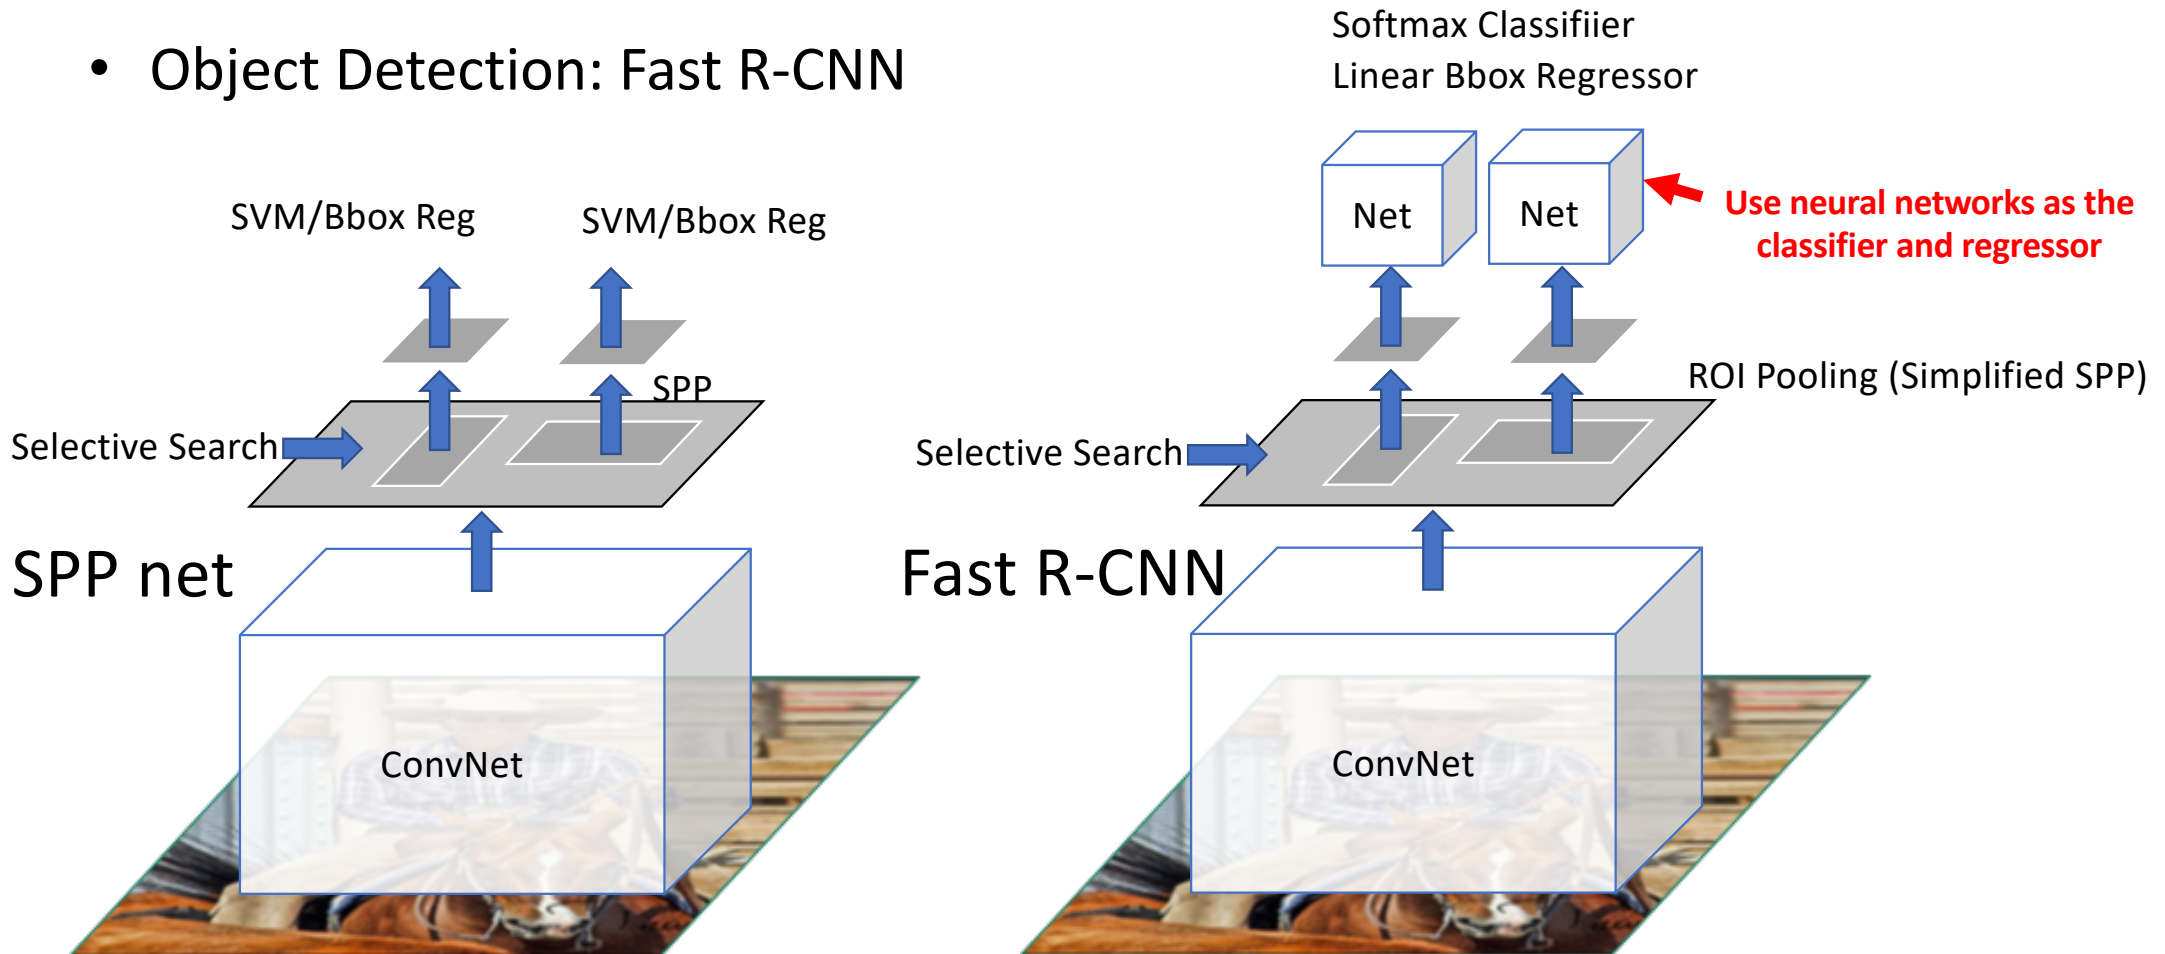 • Object Detection: Fast R-CNN
Softmax Classifiier
Linear Bbox Regressor
SVM/Bbox Reg
SVM/Bbox Reg
SPP
Selective Search
SPP net
ConvNet
Net
Net
Use neural networks as the
classifier and regressor
ROI Pooling (Simplified SPP)
Selective Search
Fast R-CNN
ConvNet